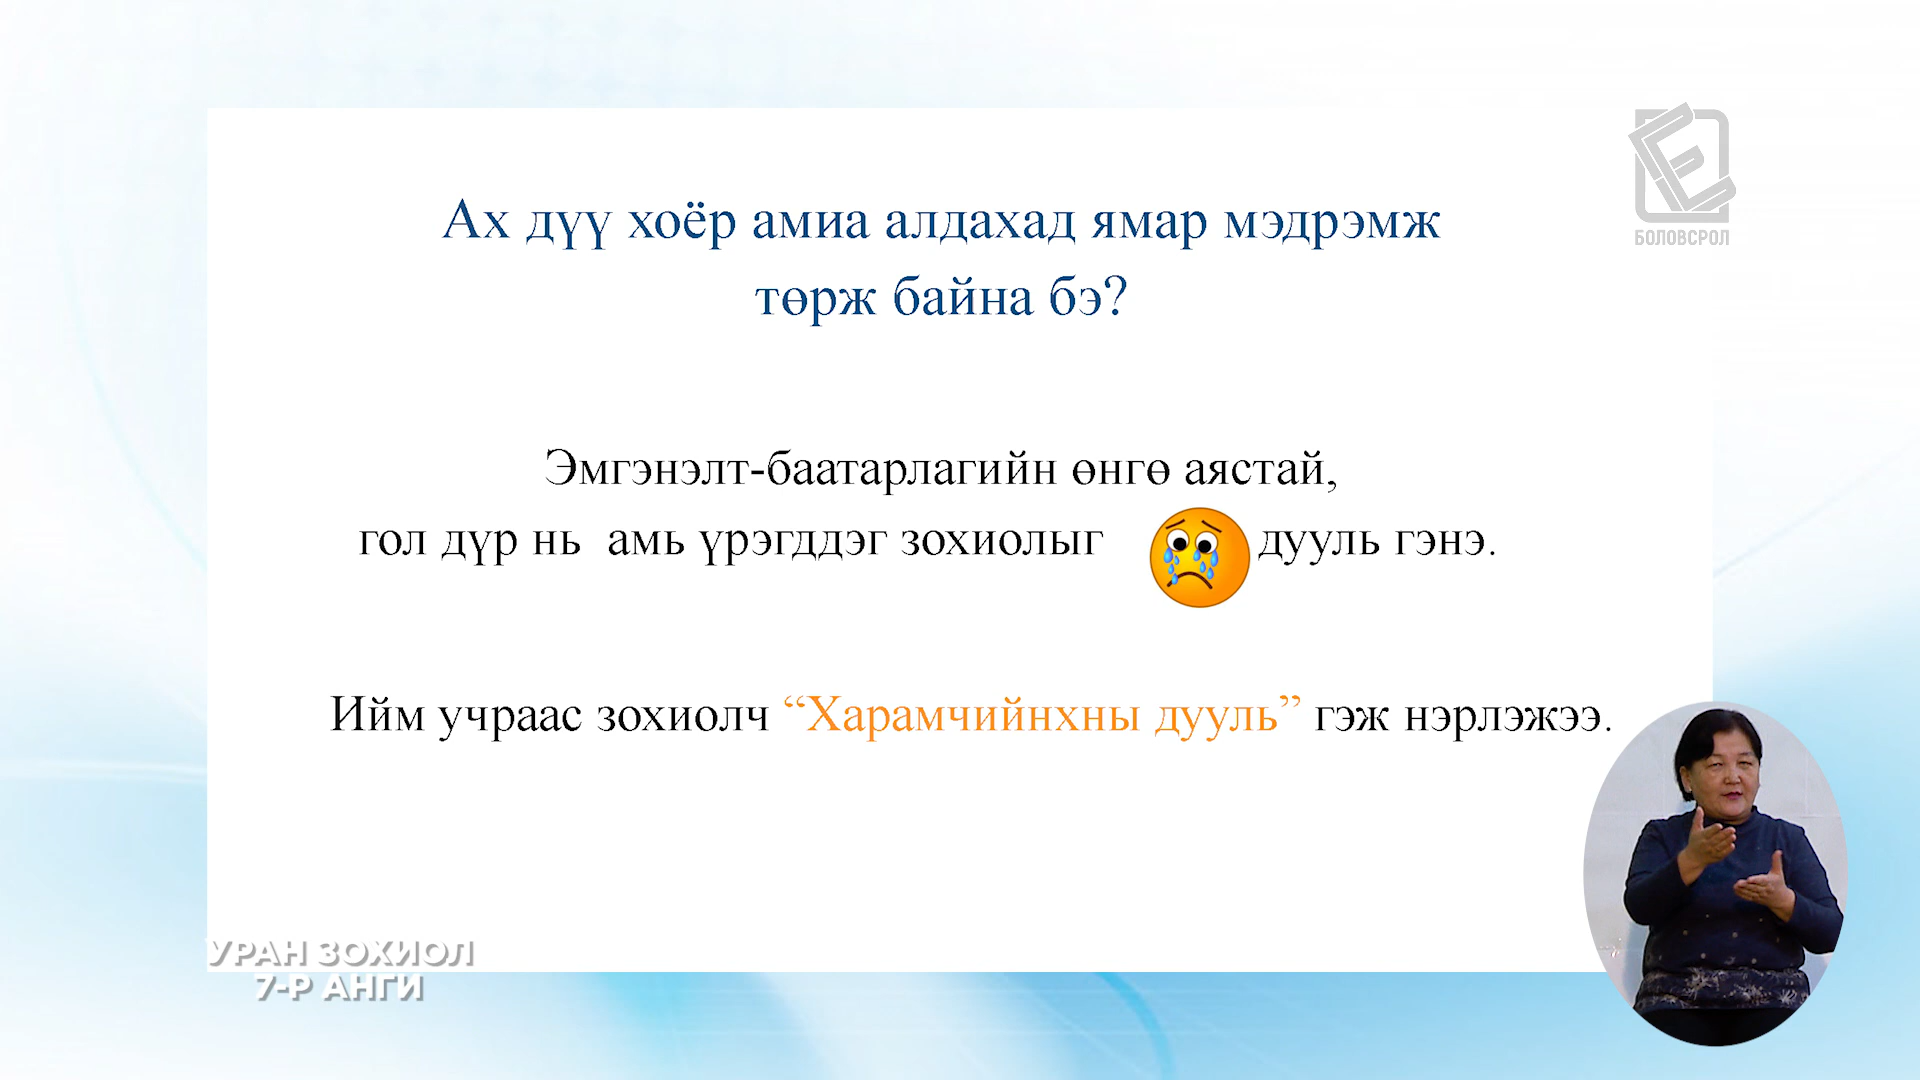 БОЛОВСРОЛ
Ах дүү хоёр амиа алдахад ямар мэдрэмж
төрж байна бэ?
Эмгэнэлт-баатарлагийн өнгө аястай,
гол дүр нь амь үрэгддэг зохиолыг дууль гэнэ.
Ийм учраас зохиолч “Харамчийнхны дууль” гэж нэрлэжээ.
УРАН ЗОХИОЛ
7-Р АНГИ